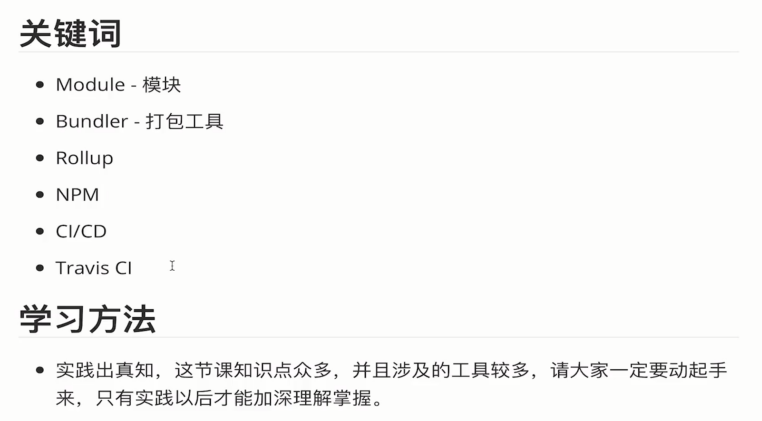 关键词
Module - 模块
Bundler - 打包工具
Rollup
NPM
CI/CD
Travis CI
学习方法
实践出真知，这节课知识点众多，并且涉及的工具较多，请大家一定要动起手
来，只有实践以后才能加深理解掌握。